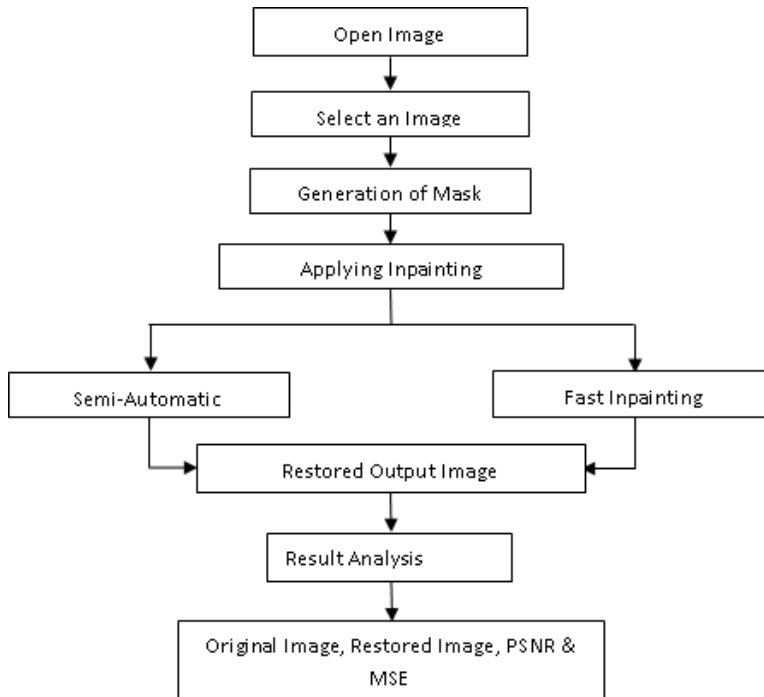 Open Image
Select an Image
Generation of Mask
Applying Inpainting
Semi-Automatic
Fast Inpainting
Restored Output Image
Result Analysis
Original Image, Restored Image, PSNR &
MSE